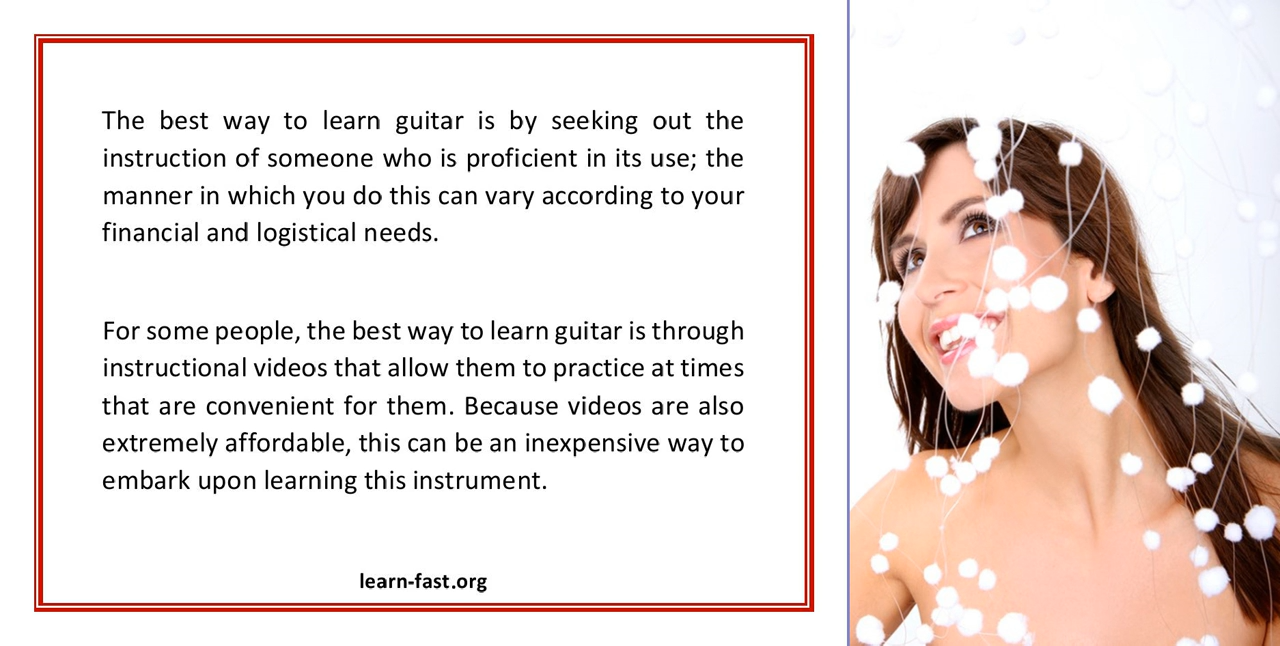 The best way to learn guitar is by seeking out the
instruction of someone who is proficient in its use; the
manner in which you do this can vary according to your
financial and logistical needs.
For some people, the best way to learn guitar is through
instructional videos that allow them to practice at times
that are convenient for them. Because videos are also
extremely affordable, this can be an inexpensive way to
embark upon learning this instrument.
learn-fast.org